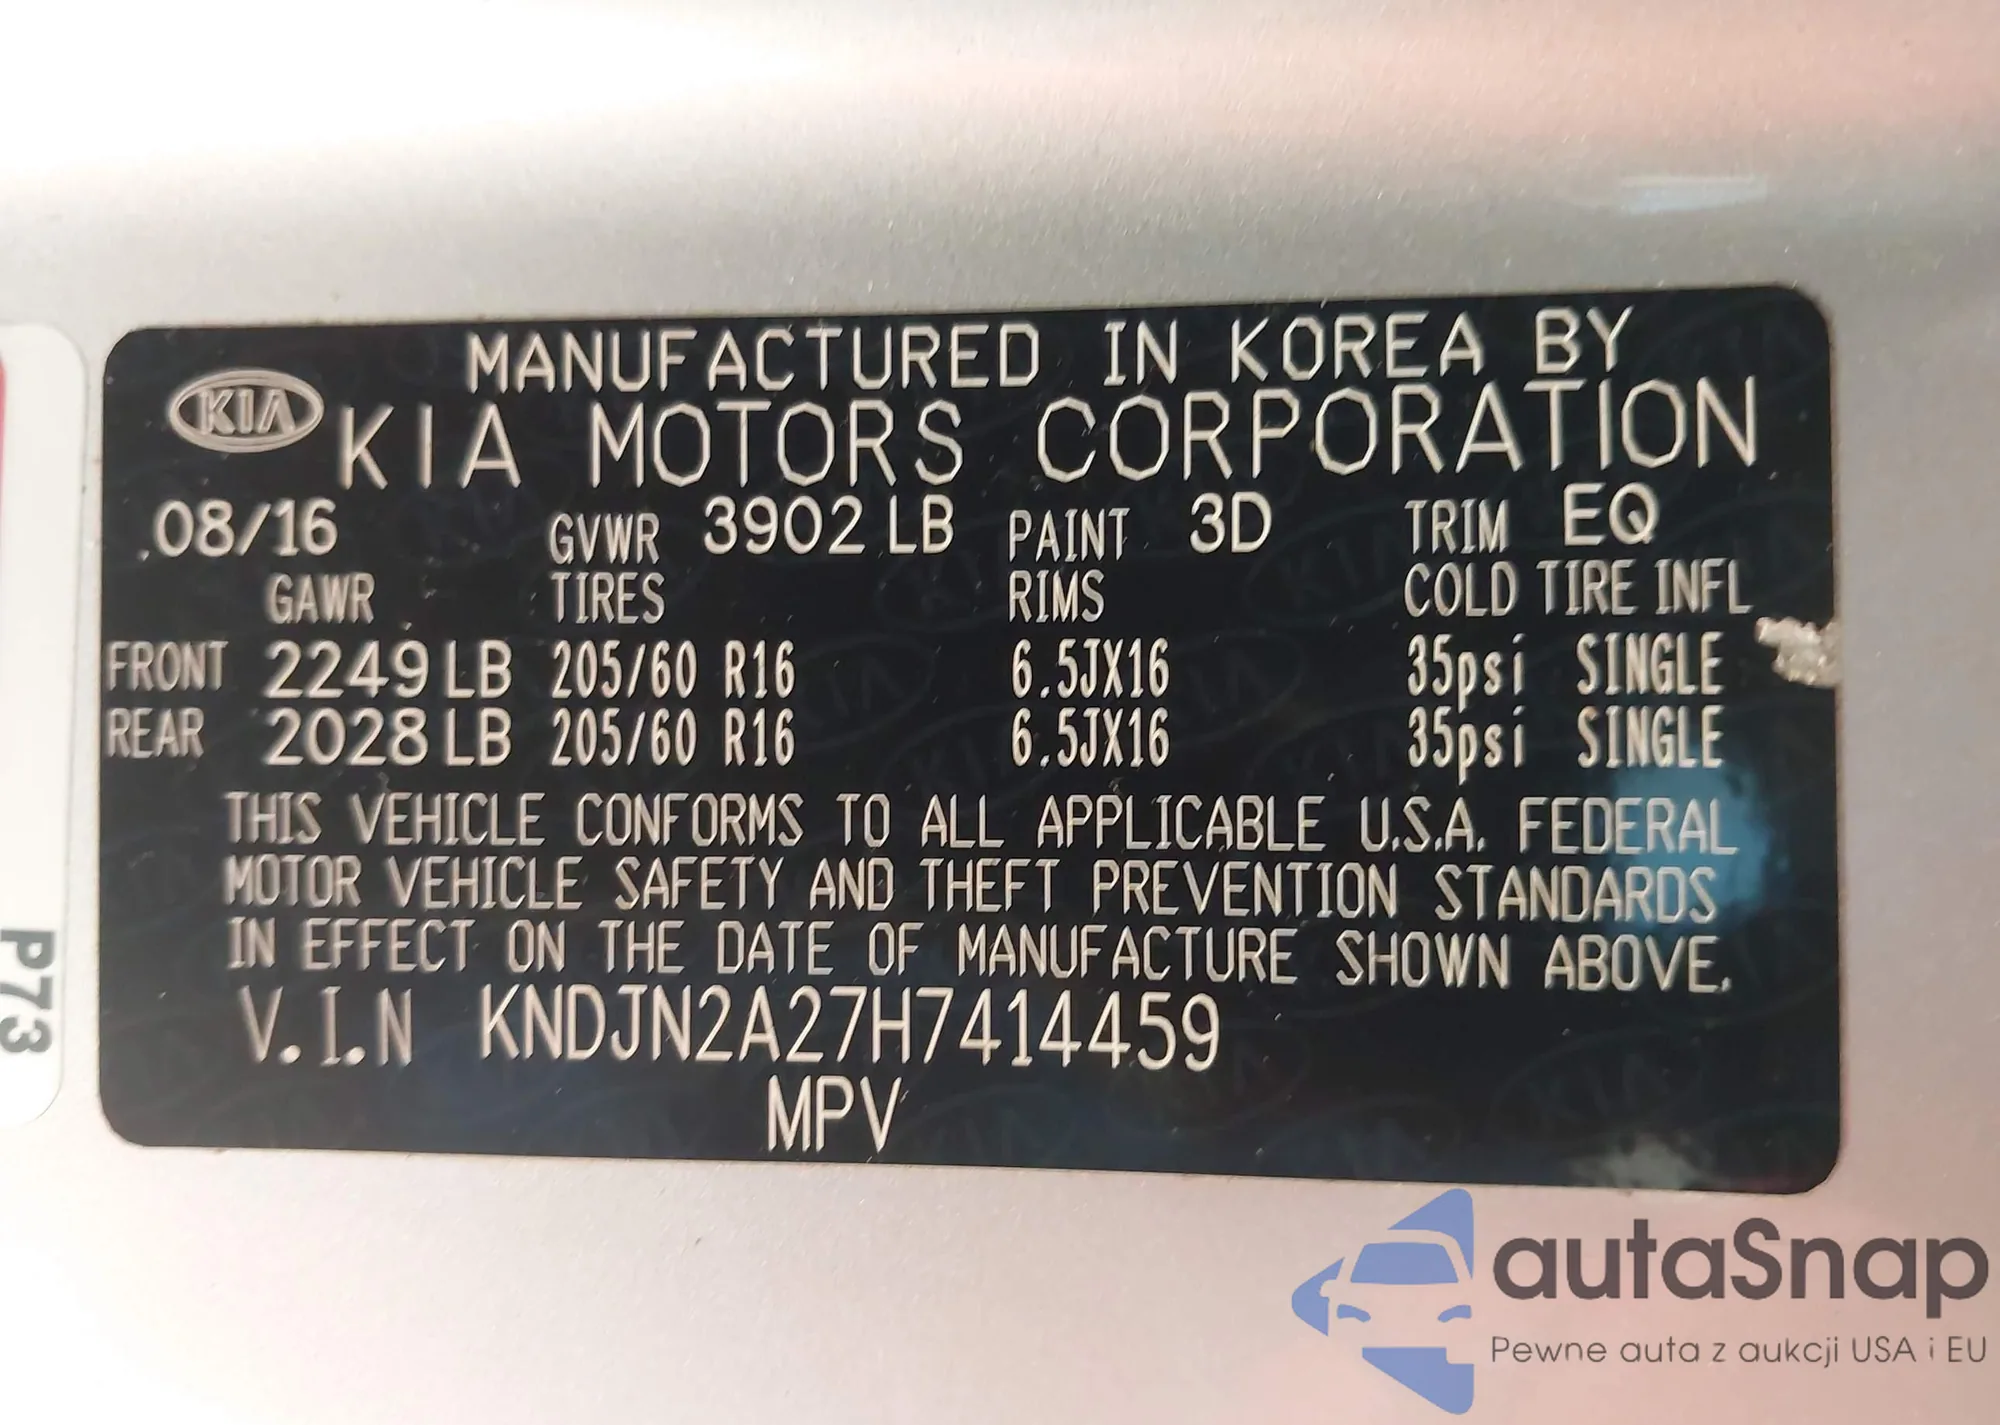 MANUFACTURED IN KOREA BY
KIA KIA MOTORS CORPORATION
.08/16 GVWR 3902 LB PAINT 3D TRIM EQ
GAWR TIRES RIMS COLD TIRE INFL
FRONT 2249 LB 205/60 R16 6.5JX16 35psi SINGLE
REAR 2028 LB 205/60 R16 6.5JX16 35psi SINGLE
THIS VEHICLE CONFORMS TO ALL APPLICABLE U.S.A. FEDERAL
MOTOR VEHICLE SAFETY AND THEFT PREVENTION STANDARDS
IN EFFECT ON THE DATE OF MANUFACTURE SHOWN ABOVE.
V.I.N KNDJN2A27H7414459
MPV
P73
autaSnap
Pewne auta z aukcji USA i EU